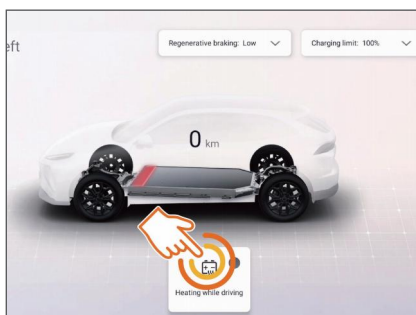 eft
Regenerative braking: Low
Charging limit: 100%
0 km
Heating while driving